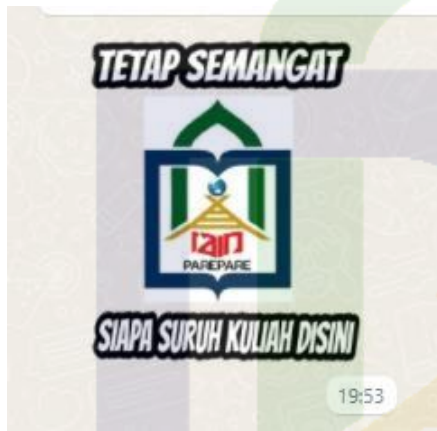 TETAP SEMANGAT
iain
PAREPARE
SIAPA SURUH KULIAH DISINI
19:53